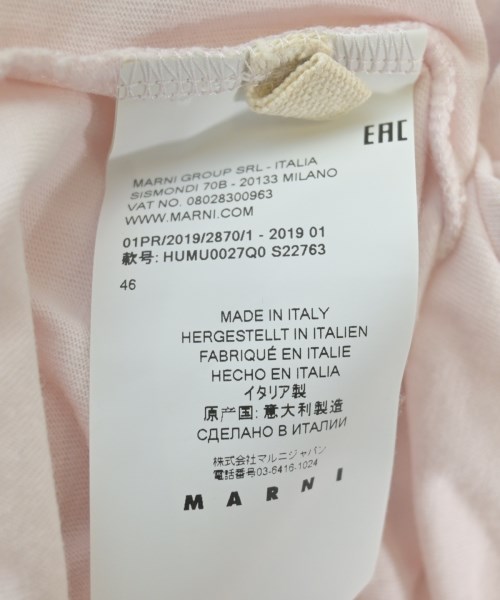 EAC
MARNI GROUP SRL - ITALIA
SISMONDI 70B - 20133 MILANO
VAT NO. 08028300963
WWW.MARNI.COM
01PR/2019/2870/1 - 2019 01
款号: HUMU0027Q0 S22763
46
MADE IN ITALY
HERGESTELLT IN ITALIEN
FABRIQUÉ EN ITALIE
HECHO EN ITALIA
イタリア製
原产国: 意大利製造
СДЕЛАНО В ИТАЛИИ
株式会社マルニジャパン
電話番号03-6416-1024
MARNI